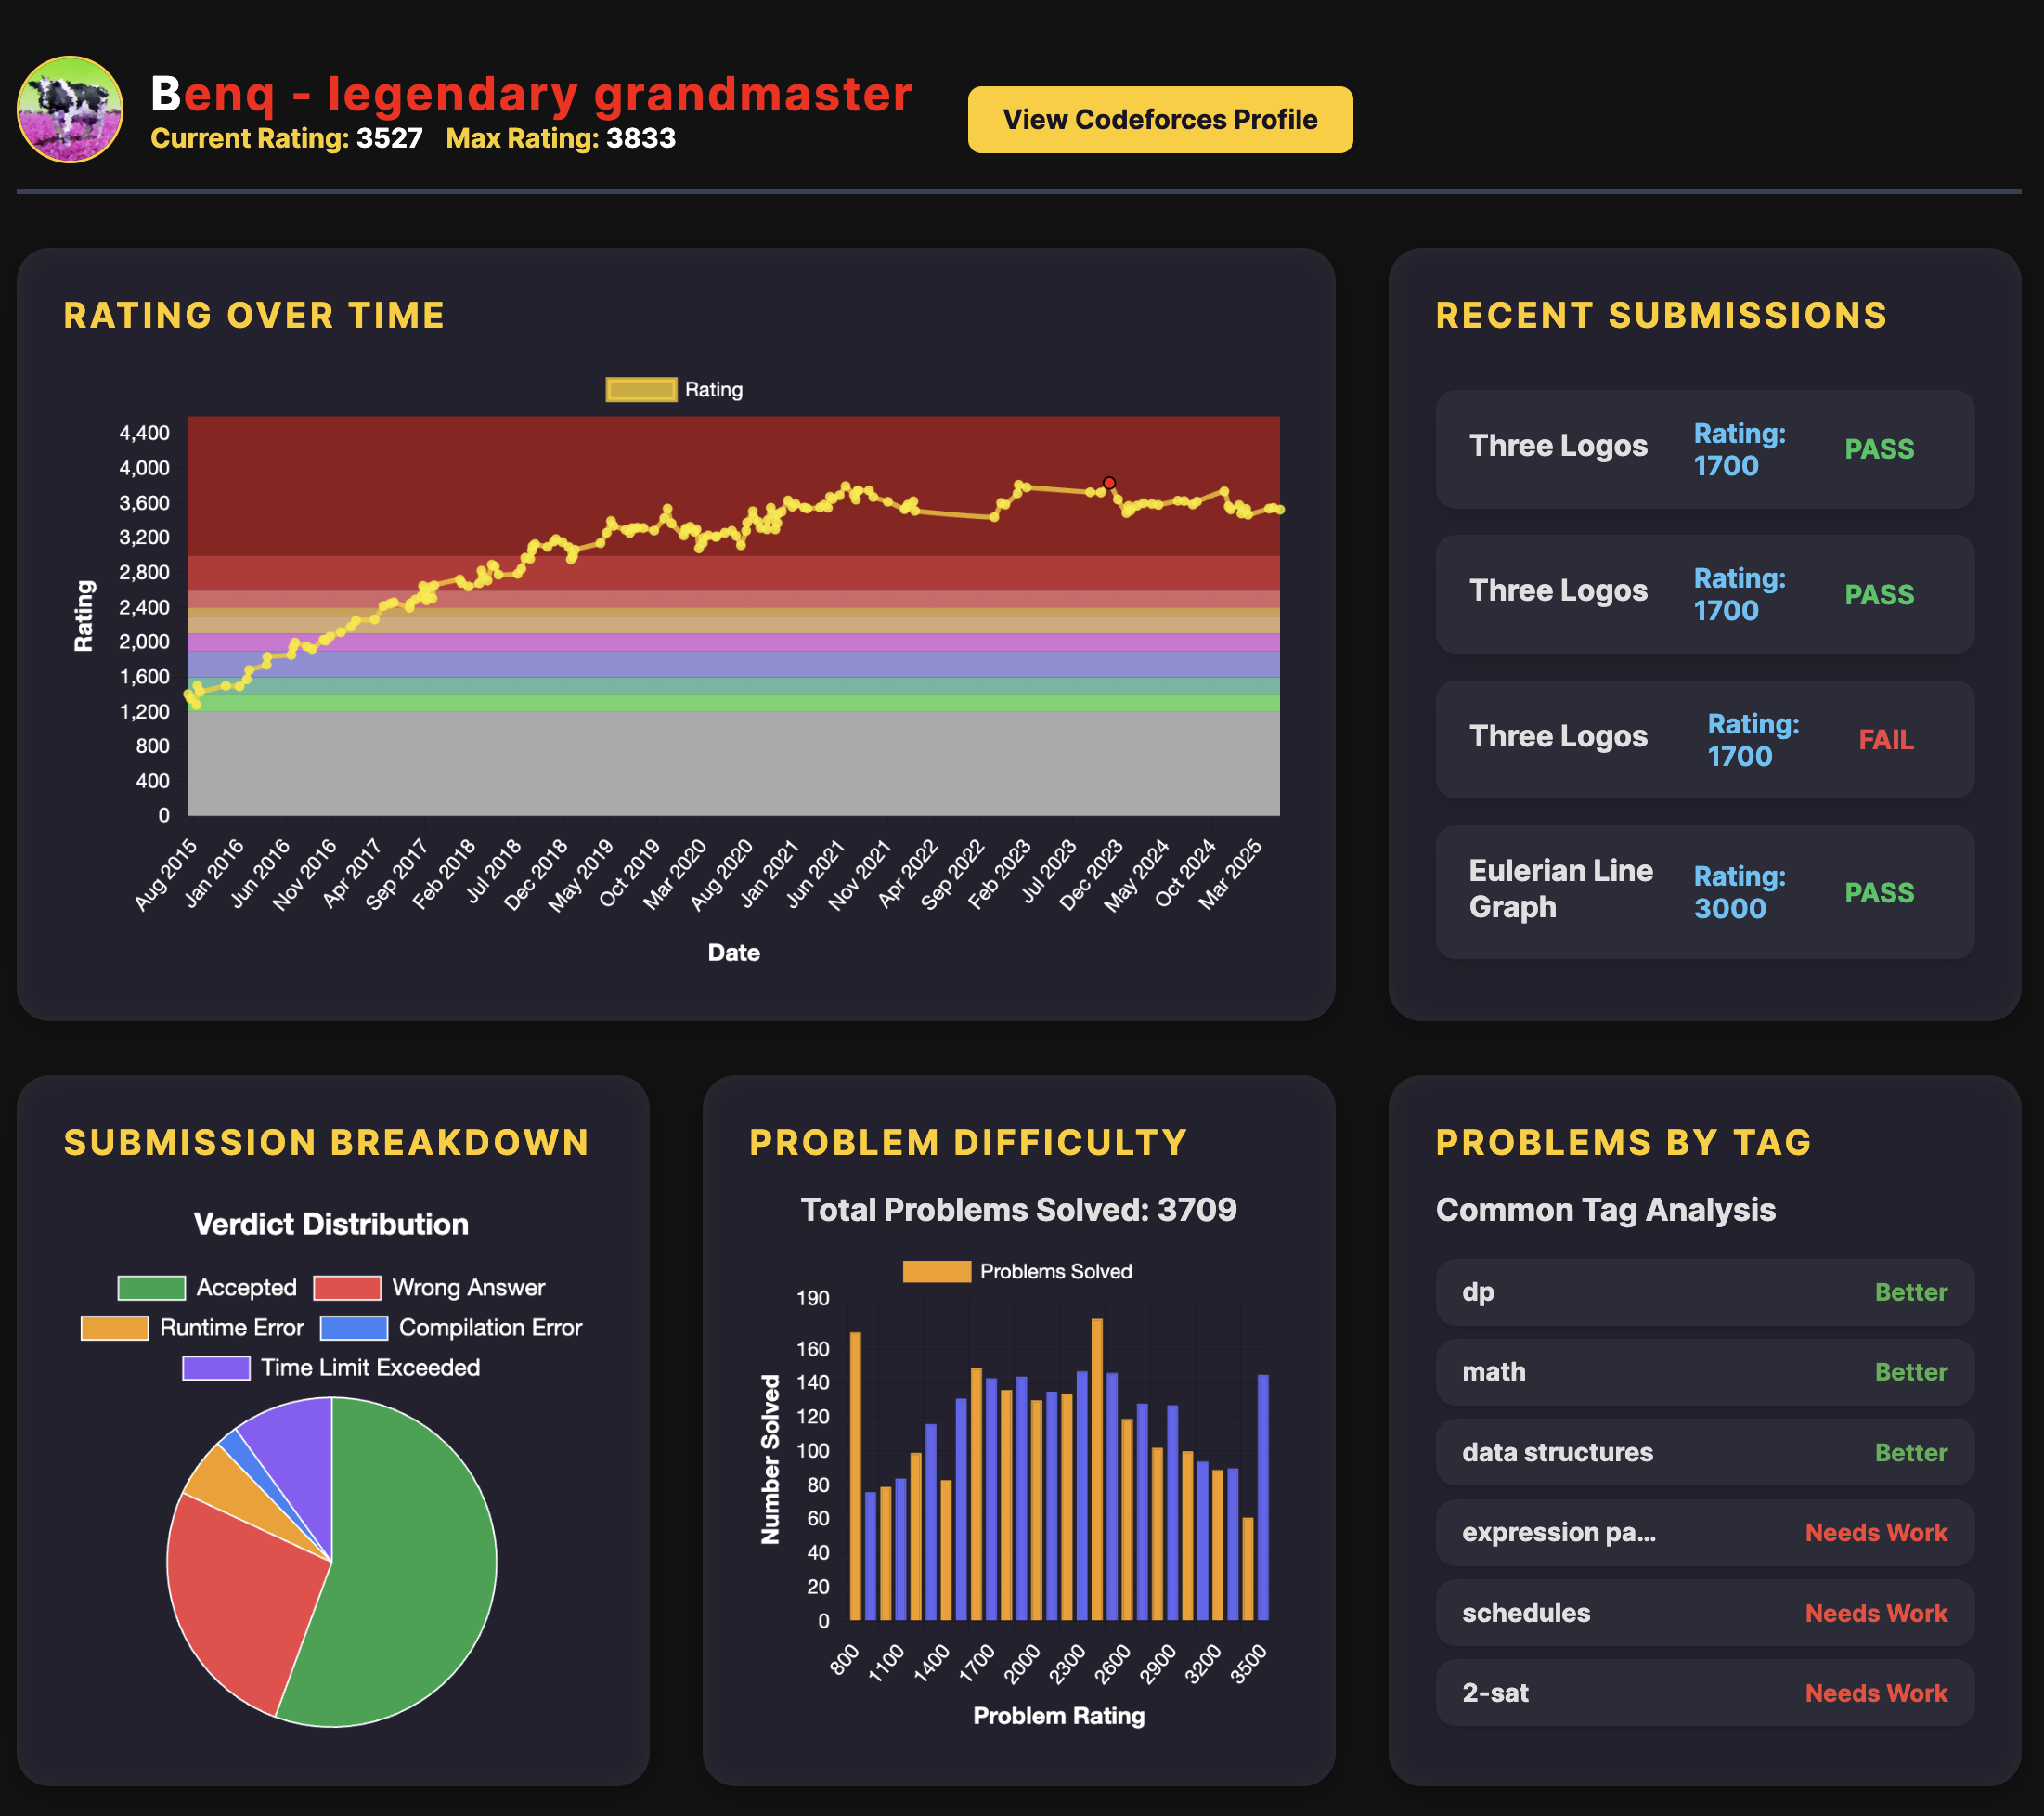 Benq - legendary grandmaster
Current Rating: 3527 Max Rating: 3833
View Codeforces Profile
RATING OVER TIME
Rating
4,400
4,000
3,600
3,200
2,800
2,400
2,000
1,600
1,200
800
400
0
Rating
Aug 2015
Jan 2016
Jun 2016
Nov 2016
Apr 2017
Sep 2017
Feb 2018
Jul 2018
Dec 2018
May 2019
Oct 2019
Mar 2020
Aug 2020
Jan 2021
Jun 2021
Nov 2021
Apr 2022
Sep 2022
Feb 2023
Jul 2023
Dec 2023
May 2024
Oct 2024
Mar 2025
Date
RECENT SUBMISSIONS
Three Logos
Rating:
1700
PASS
Three Logos
Rating:
1700
PASS
Three Logos
Rating:
1700
FAIL
Eulerian Line
Graph
Rating:
3000
PASS
SUBMISSION BREAKDOWN
Verdict Distribution
Accepted Wrong Answer
Runtime Error Compilation Error
Time Limit Exceeded
PROBLEM DIFFICULTY
Total Problems Solved: 3709
Problems Solved
190
160
140
120
100
80
60
40
20
0
Number Solved
800
1100
1400
1700
2000
2300
2600
2900
3200
3500
Problem Rating
PROBLEMS BY TAG
Common Tag Analysis
dp Better
math Better
data structures Better
expression pa... Needs Work
schedules Needs Work
2-sat Needs Work